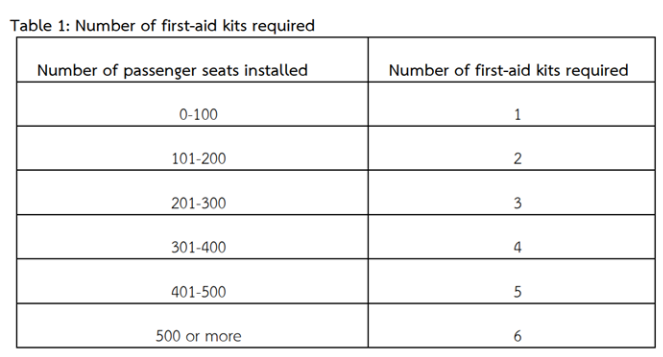 Table 1: Number of first-aid kits required
Number of passenger seats installed Number of first-aid kits required
0-100 1
101-200 2
201-300 3
301-400 4
401-500 5
500 or more 6